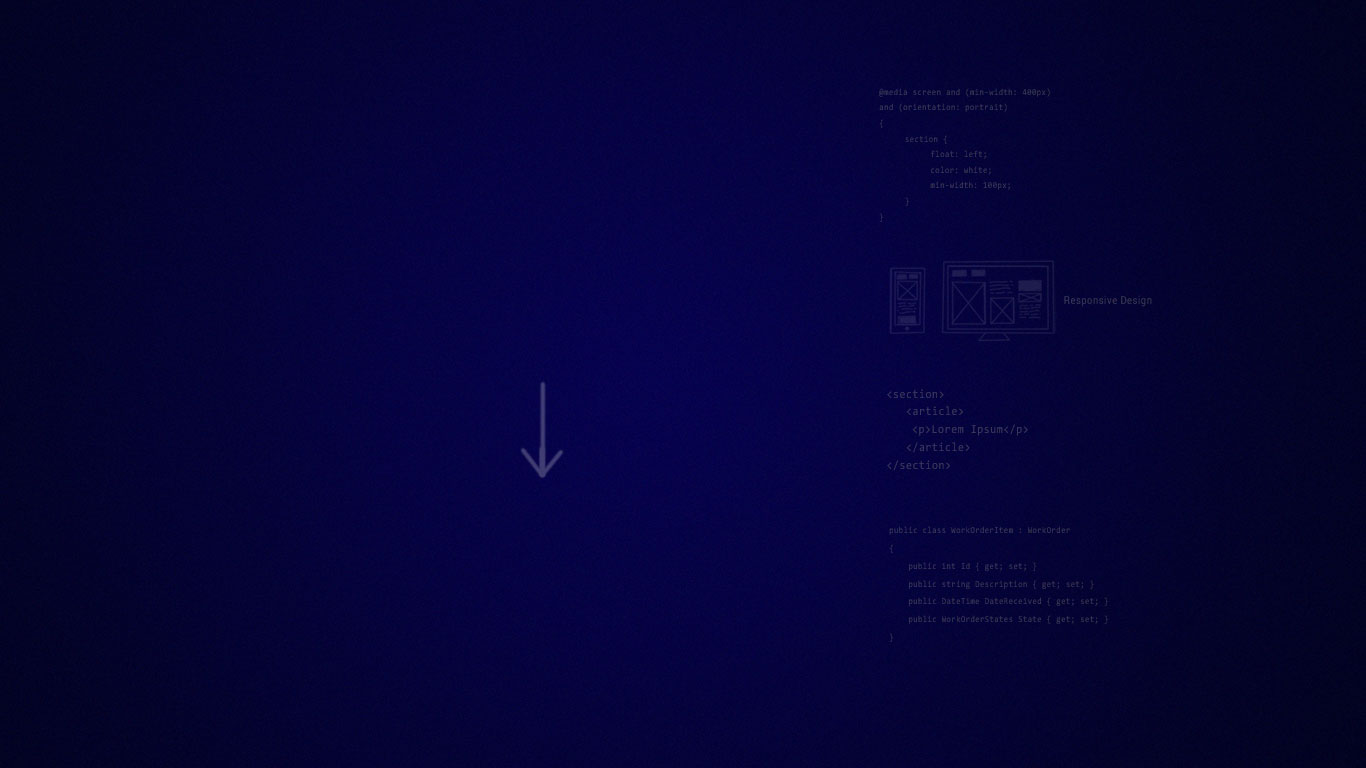 @media screen and (min-width: 400px)
and (orientation: portrait)
{
section {
float: left;
color: white;
min-width: 100px;
}
}
Responsive Design
<section>
<article>
<p>Lorem Ipsum</p>
</article>
</section>
public class WorkOrderItem : WorkOrder
{
public int Id { get; set; }
public string Description { get; set; }
public DateTime DateReceived { get; set; }
public WorkOrderStates State { get; set; }
}